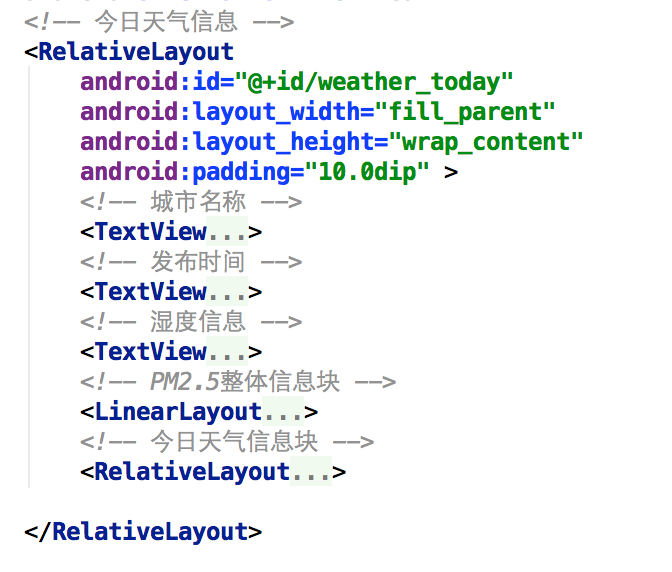 <!-- 今日天气信息 -->
<RelativeLayout
android:id="@+id/weather_today"
android:layout_width="fill_parent"
android:layout_height="wrap_content"
android:padding="10.0dip" >
<!-- 城市名称 -->
<TextView...>
<!-- 发布时间 -->
<TextView...>
<!-- 湿度信息 -->
<TextView...>
<!-- PM2.5整体信息块 -->
<LinearLayout...>
<!-- 今日天气信息块 -->
<RelativeLayout...>
</RelativeLayout>